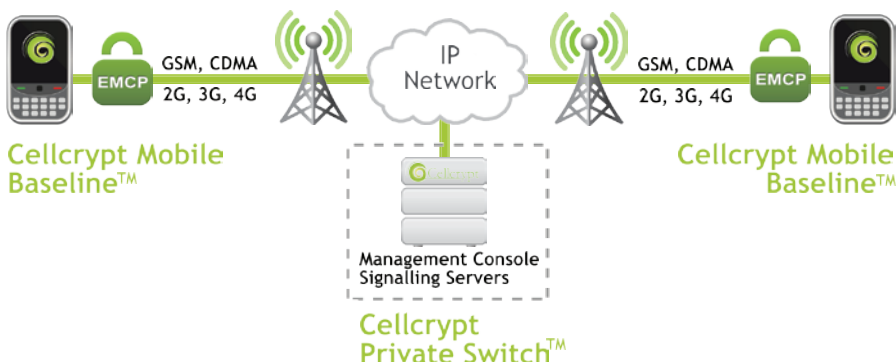 EMCP
GSM, CDMA
2G, 3G, 4G
IP
Network
GSM, CDMA
2G, 3G, 4G
EMCP
Cellcrypt Mobile
Baseline™
Cellcrypt Mobile
Baseline™
Cellcrypt
Management Console
Signalling Servers
Cellcrypt
Private Switch™